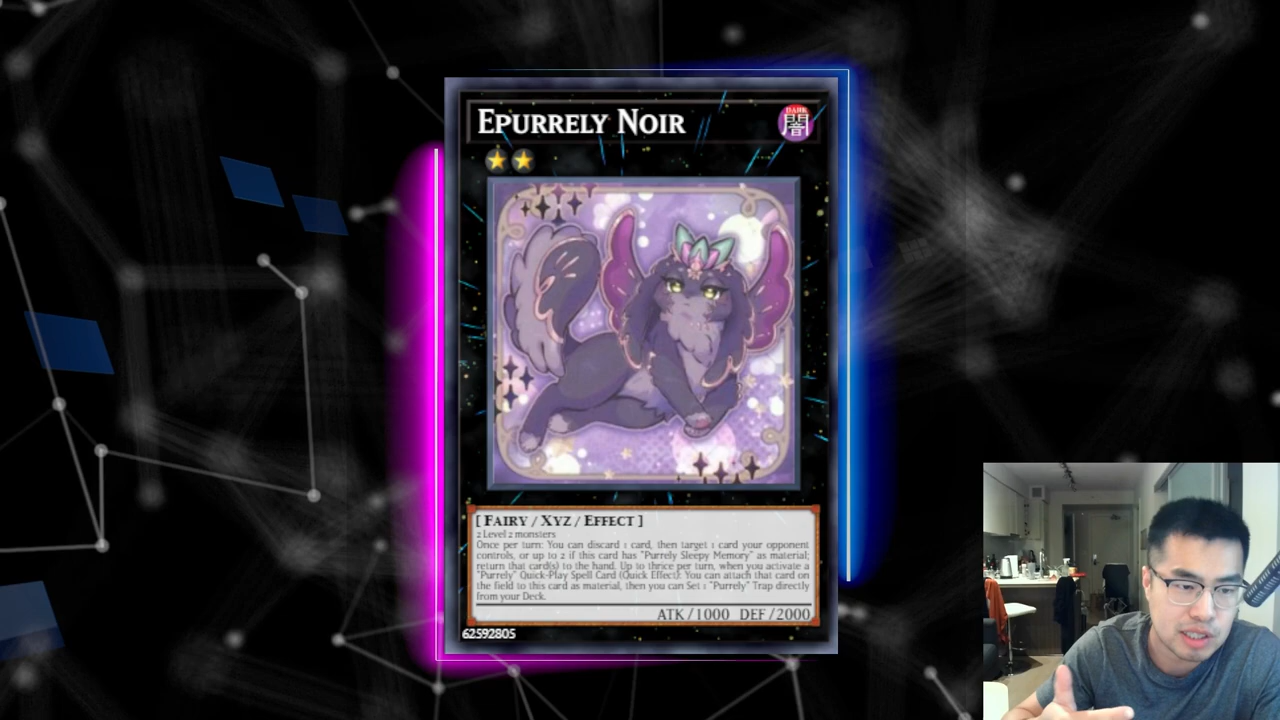 EPURRELY NOIR
DARK
闇
[ FAIRY / XYZ / EFFECT ]
2 Level 2 monsters
Once per turn: You can discard 1 card, then target 1 card your opponent
controls, or up to 2 if this card has "Purrely Sleepy Memory" as material;
return that card(s) to the hand. Up to thrice per turn, when you activate a
"Purrely" Quick-Play Spell Card (Quick Effect): You can attach that card on
the field to this card as material, then you can Set 1 "Purrely" Trap directly
from your Deck.
ATK/1000 DEF/2000
62592805